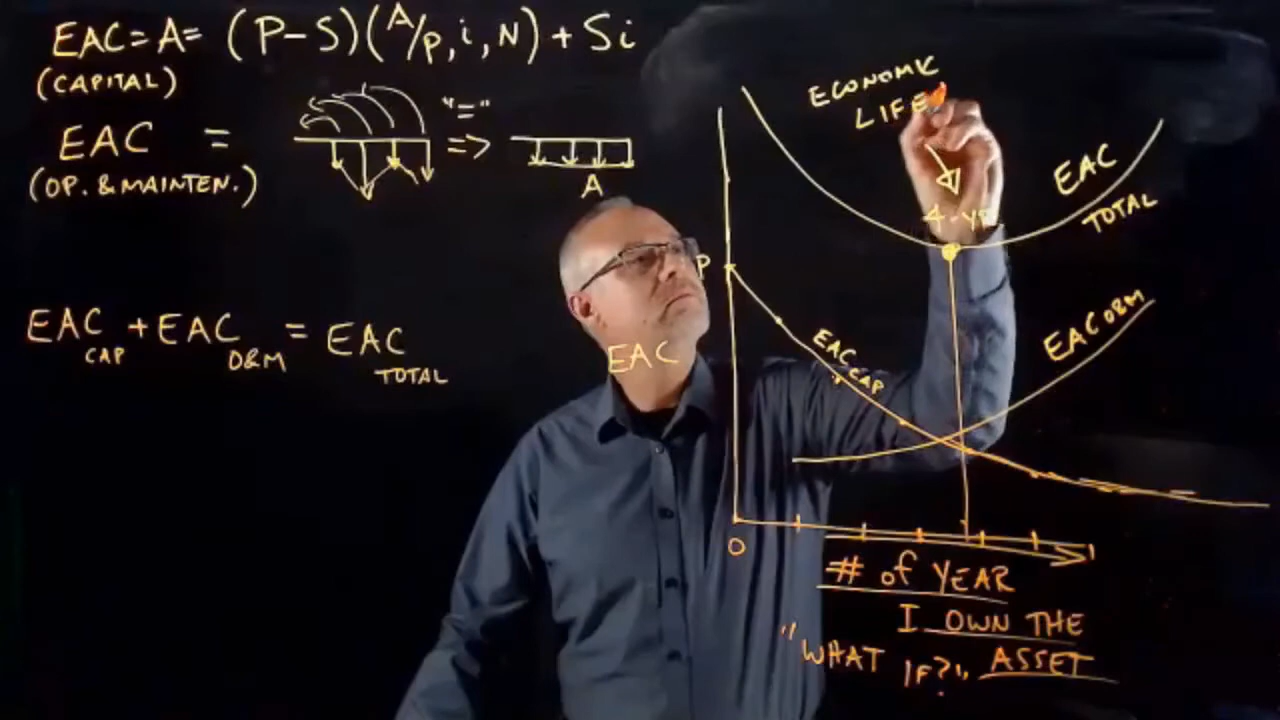 EAC = A = (P-S)(A/P, i, N) + Si
(CAPITAL)
EAC =
(OP. & MAINTEN.)
"="
=>
A
EAC CAP + EAC O&M = EAC TOTAL
ECONOMIC
LIFE
4-yr
EAC
TOTAL
P
EAC CAP
EAC O&M
EAC
0
# of YEAR
I OWN THE
"WHAT IF?" ASSET